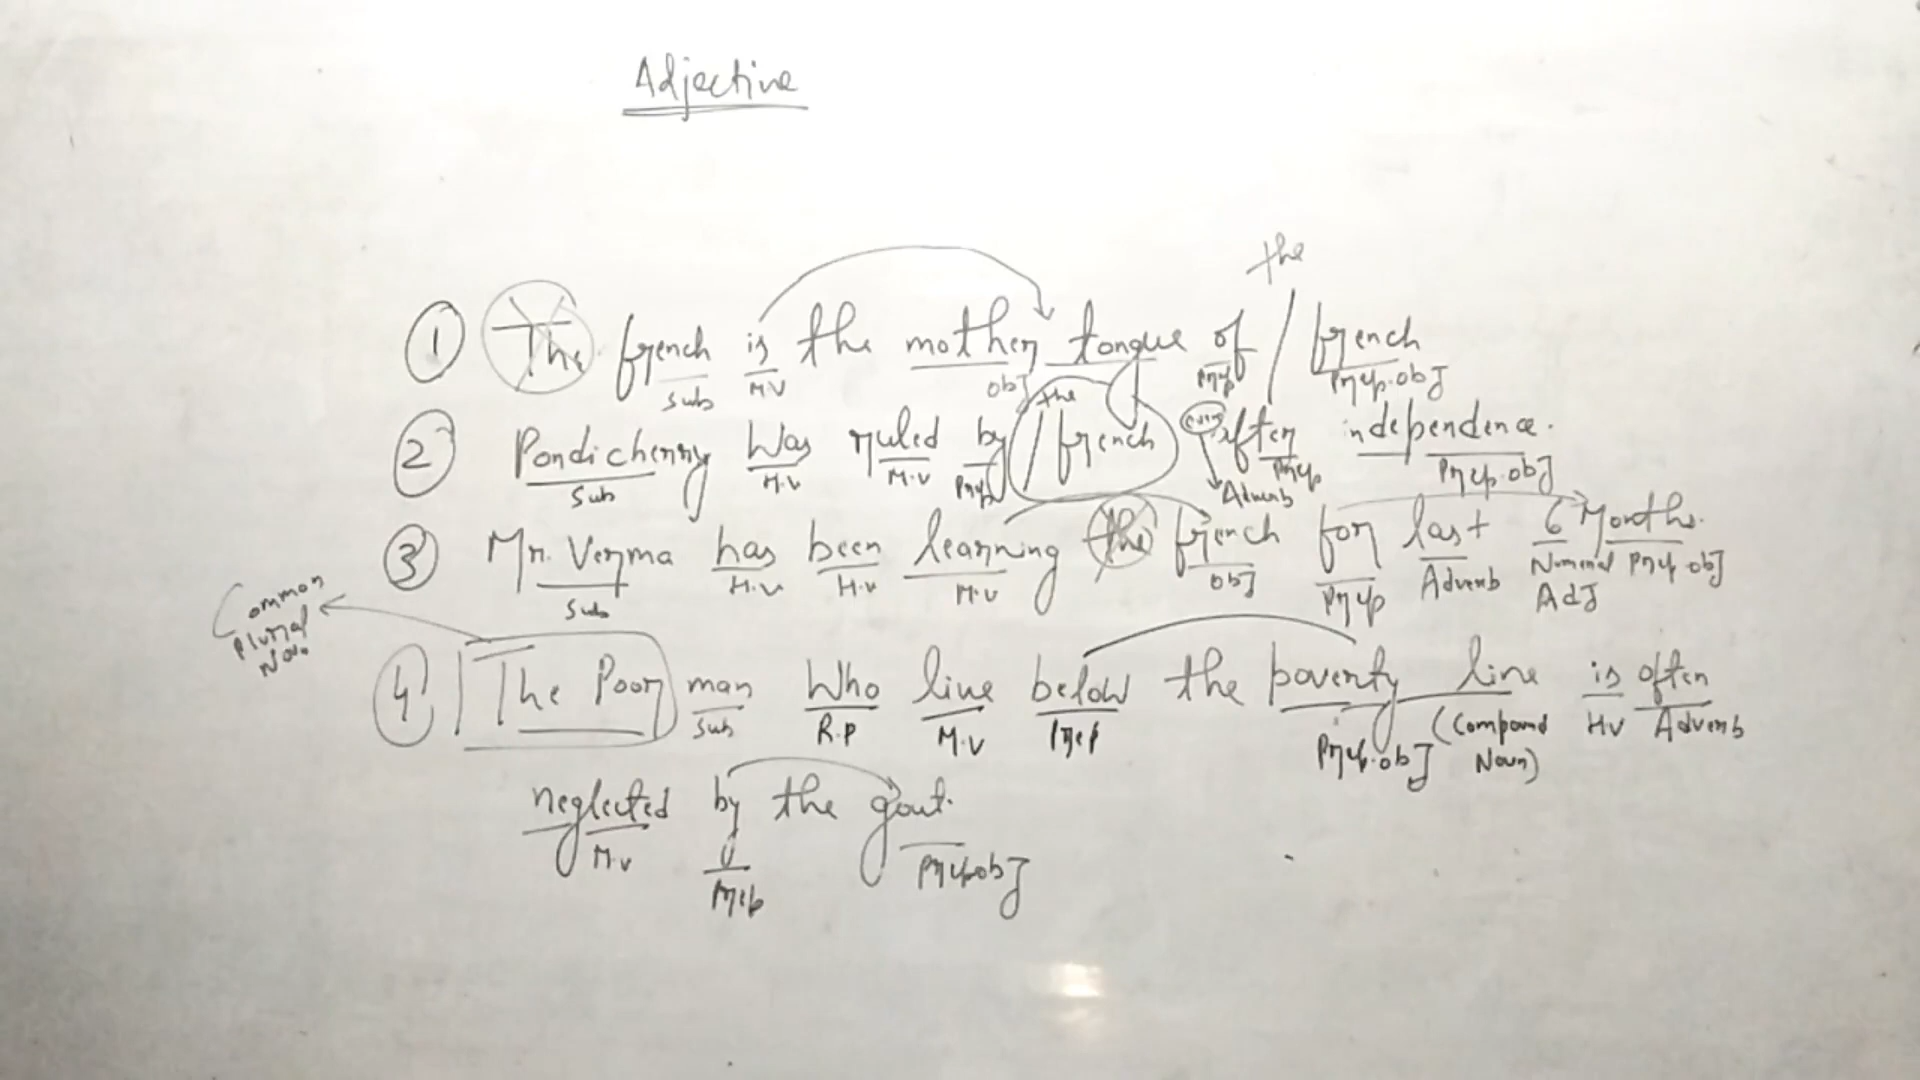 Adjective
the
① The french is the mother tongue of / french
Sub M.V obJ Prep Prep.obJ
the
② Pondicherry was ruled by / french even after independence.
Sub H.V M.V Prep Adverb Prep Prep.obJ
③ Mr. Verma has been learning the french for last 6 Months.
Sub H.V H.V M.V obJ Prep Adverb Numeral AdJ Prep obJ
Common Plural Noun
④ The Poor man who live below the poverty line is often
Sub R.P M.V Prep Prep.obJ (Compound Noun) H.V Adverb
neglected by the govt.
M.V Prep Prep.obJ